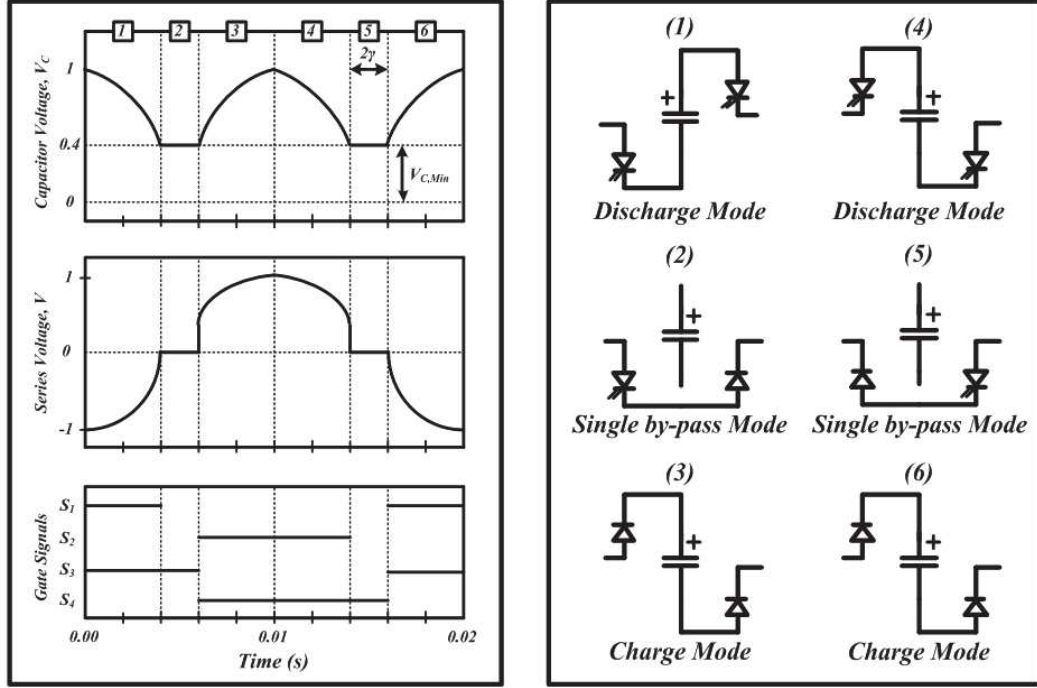 1 2 3 4 5 6
2γ
Capacitor Voltage, V_C
1
0.4
0
V_C,Min
Series Voltage, V
1
0
-1
Gate Signals
S_1
S_2
S_3
S_4
0.00 0.01 0.02
Time (s)
(1) (4)
+ +
Discharge Mode Discharge Mode
(2) (5)
+ +
Single by-pass Mode Single by-pass Mode
(3) (6)
+ +
Charge Mode Charge Mode